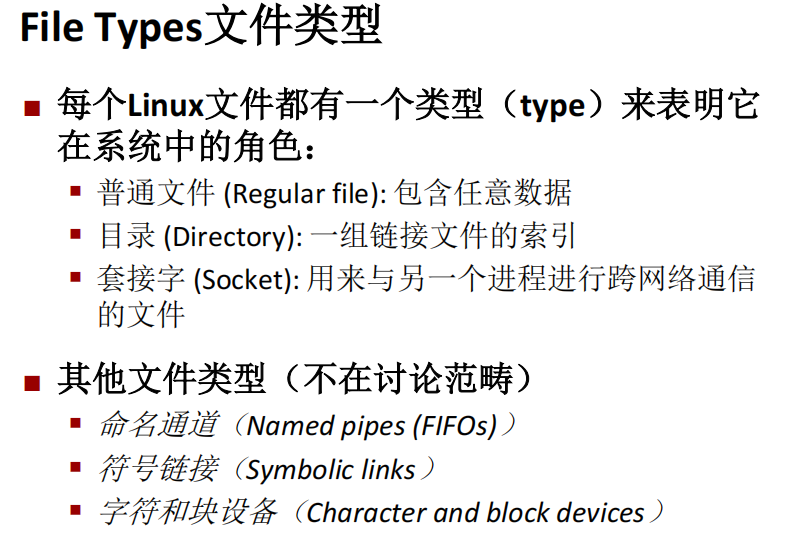 File Types文件类型
每个Linux文件都有一个类型（type）来表明它
在系统中的角色：
普通文件 (Regular file): 包含任意数据
目录 (Directory): 一组链接文件的索引
套接字 (Socket): 用来与另一个进程进行跨网络通信
的文件
其他文件类型（不在讨论范畴）
命名通道（Named pipes (FIFOs)）
符号链接（Symbolic links）
字符和块设备（Character and block devices）